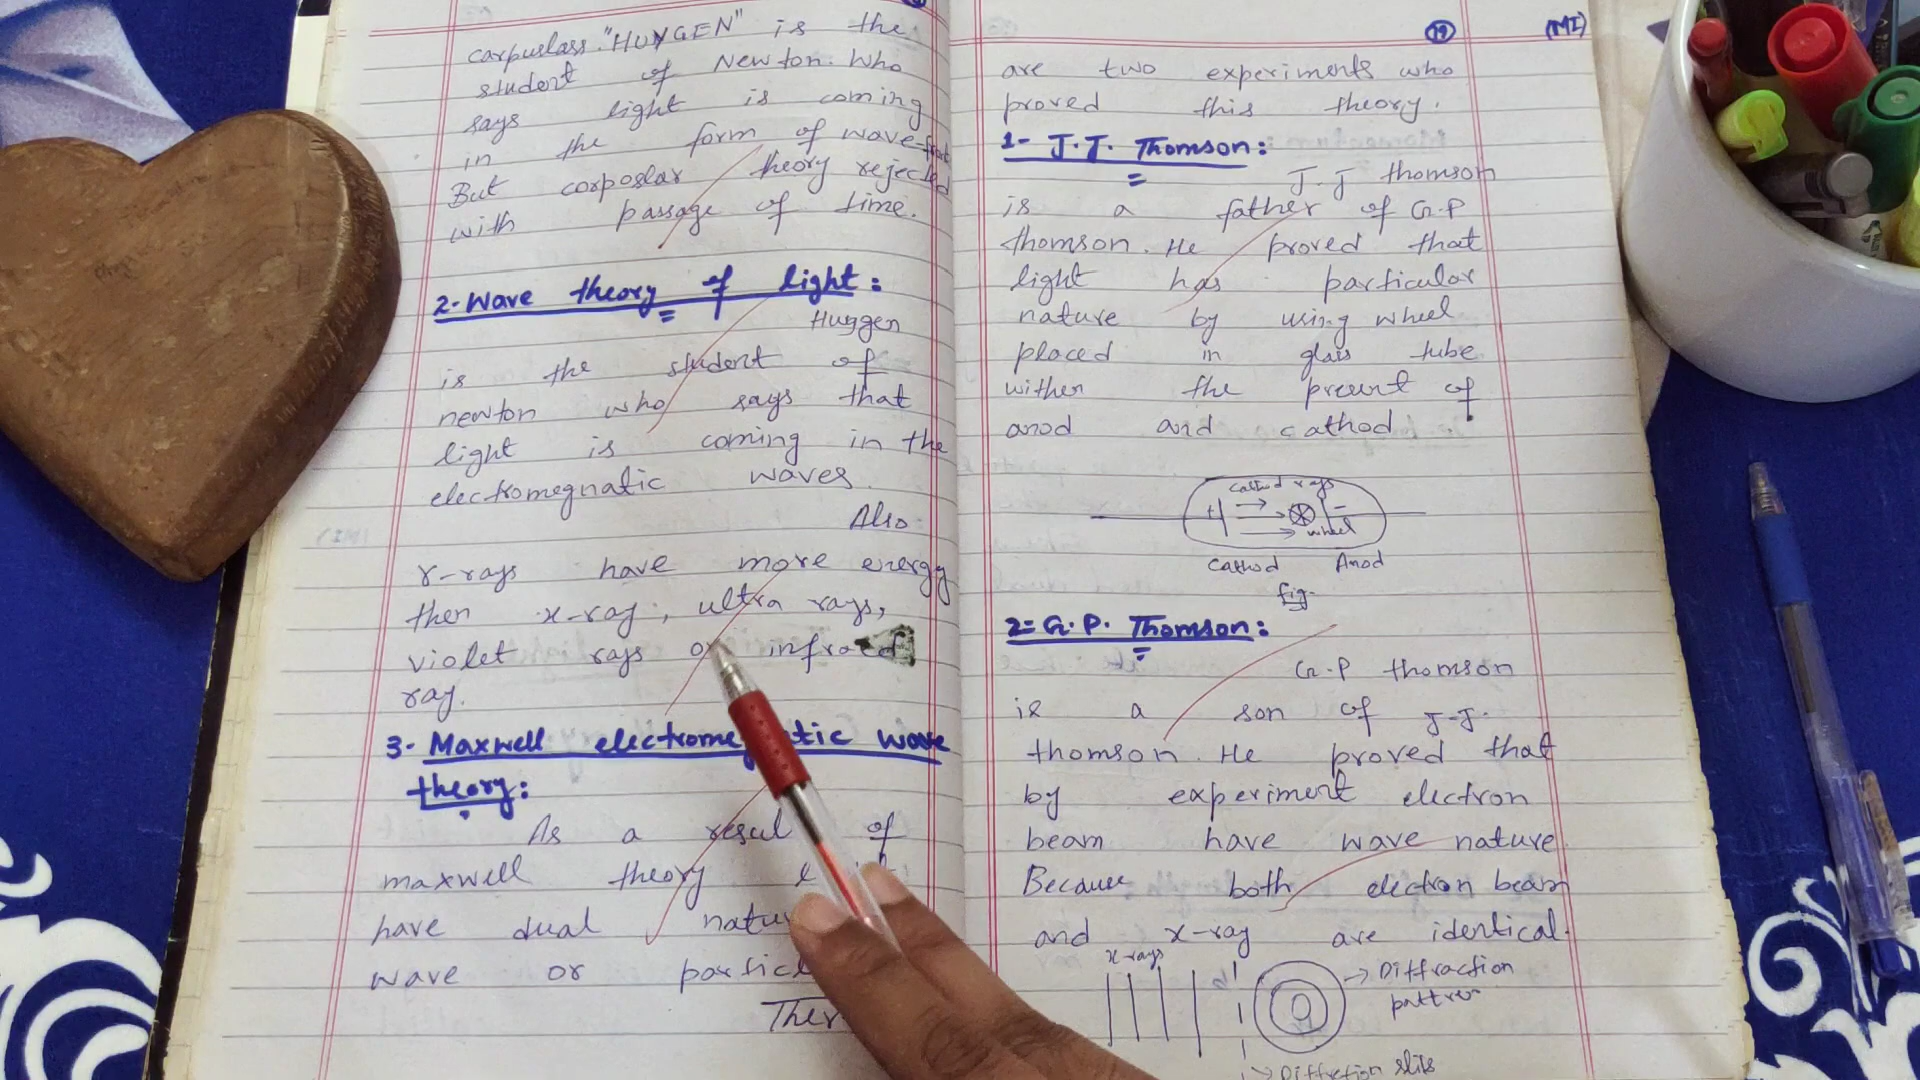 carpuslass."HUYGEN" is the
student of Newton. Who
says light is coming
in the form of wave-front
But corposlar theory rejected
with passage of time.
2- Wave theory of light:
Huggen
is the student of
newton who says that
light is coming in the
electromegnatic waves.
Also
r-rays have more energy
then x-ray, ultra rays,
violet rays or infrared
ray.
3- Maxwell electrome tic wave
theory:
As a resul of
maxwell theory
have dual natu
wave or partic
Ther
19 (MI)
are two experiments who
proved this theory.
1- J.J. Thomson:
J.J thomson
is a father of G.P
thomson. He proved that
light has particular
nature by using wheel
placed in glass tube
withen the present of
anod and cathod
cathod rays
+ -
wheel
Cathod Anod
fig
2= G.P. Thomson:
G.P thomson
is a son of J-J.
thomson. He proved that
by experiment electron
beam have wave nature.
Because both electron beam
and x-ray are identical.
x-rays
Diffraction
pattren
Diffretion slits